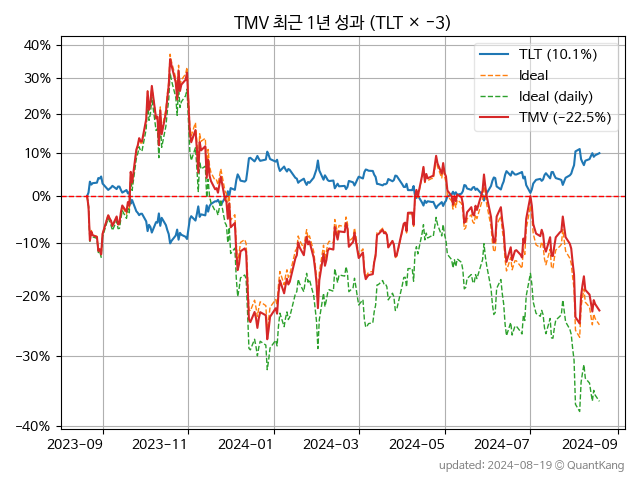 TMV 최근 1년 성과 (TLT × −3)
TLT (10.1%)
Ideal
Ideal (daily)
TMV (−22.5%)
40%
30%
20%
10%
0%
−10%
−20%
−30%
−40%
2023-09
2023-11
2024-01
2024-03
2024-05
2024-07
2024-09
updated: 2024-08-19 © QuantKang